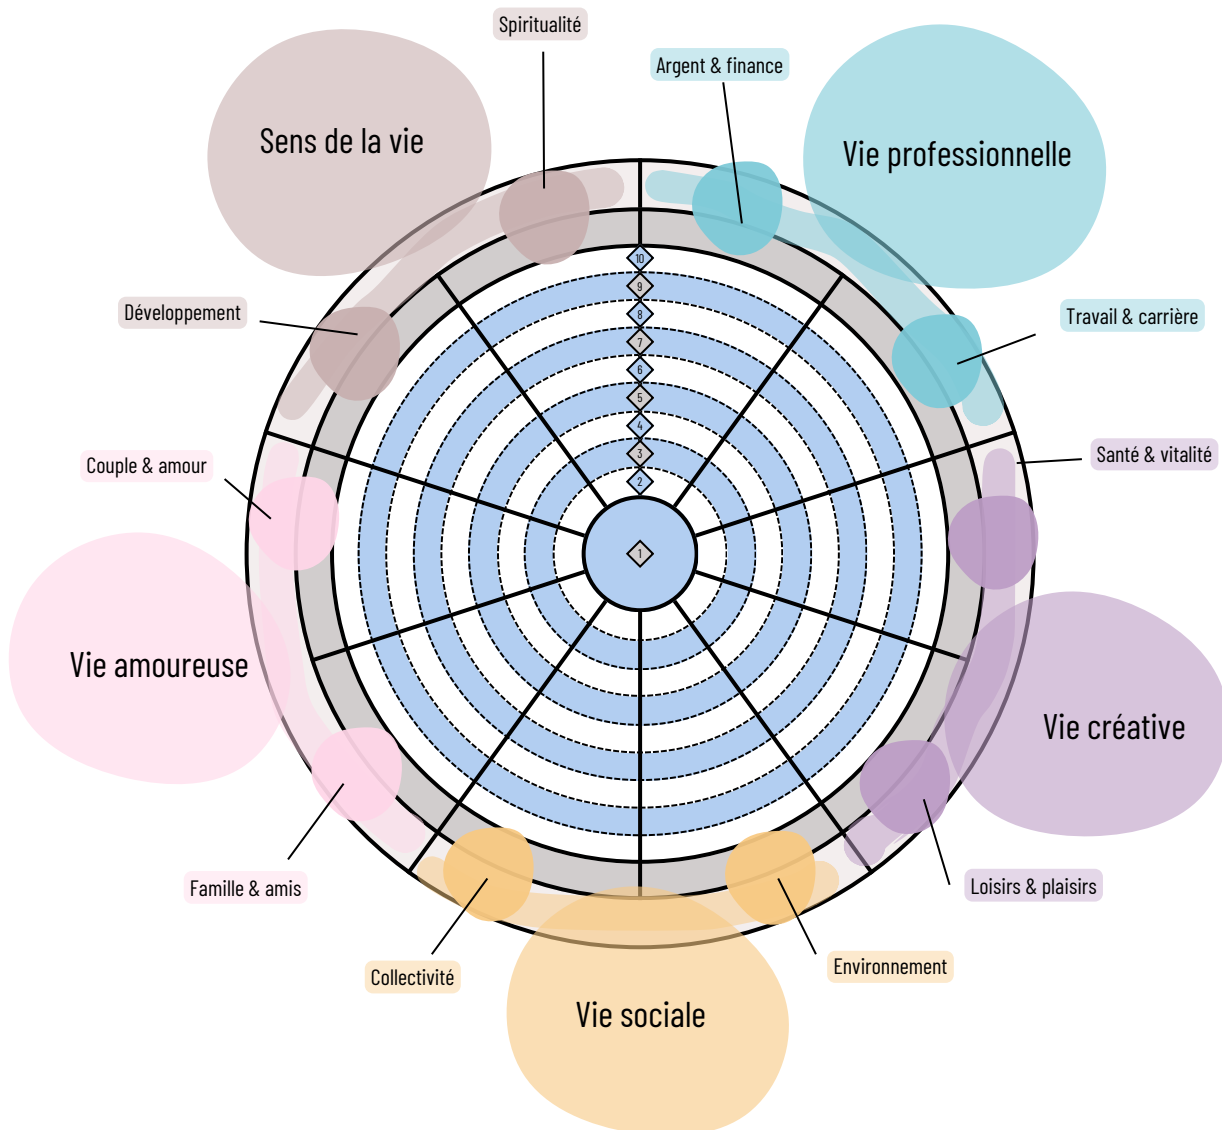 Spiritualité
Argent & finance
Sens de la vie
Vie professionnelle
10
9
8
7
6
5
4
3
2
1
Développement
Travail & carrière
Couple & amour
Santé & vitalité
Vie amoureuse
Vie créative
Famille & amis
Loisirs & plaisirs
Collectivité
Environnement
Vie sociale